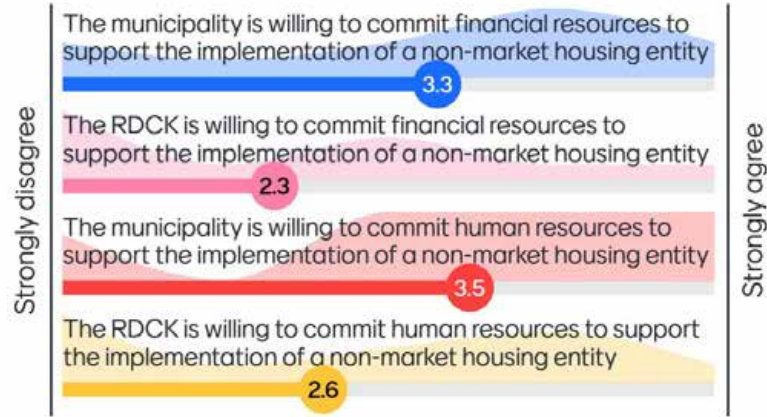 Strongly disagree
The municipality is willing to commit financial resources to
support the implementation of a non-market housing entity
3.3
The RDCK is willing to commit financial resources to
support the implementation of a non-market housing entity
2.3
The municipality is willing to commit human resources to
support the implementation of a non-market housing entity
3.5
The RDCK is willing to commit human resources to support
the implementation of a non-market housing entity
2.6
Strongly agree